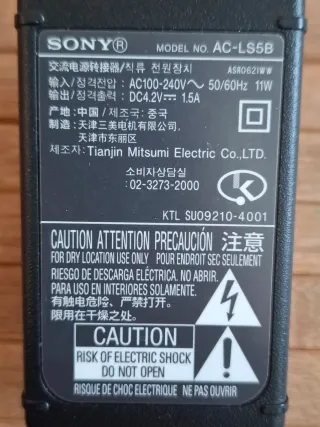 SONY® MODEL NO. AC-LS5B
交流电源转接器/직류 전원장치 ASR0621WW
输入/정격전압: AC100-240V~ 50/60Hz 11W
输出/정격출력: DC4.2V⎓ 1.5A
产地:中国/제조국: 중국
制造:天津三美电机有限公司.
天津市东丽区
제조자: Tianjin Mitsumi Electric Co.,LTD.
소비자상담실:
02-3273-2000
KTL SU09210-4001
CAUTION ATTENTION PRECAUCIÓN 注意
FOR DRY LOCATION USE ONLY POUR ENDROIT SEC SEULEMENT
RIESGO DE DESCARGA ELÉCTRICA. NO ABRIR.
PARA USO EN INTERIORES SOLAMENTE.
有触电危险、严禁打开。
限用在干燥之处。
CAUTION
RISK OF ELECTRIC SHOCK
DO NOT OPEN
RISQUE DE CHOC ELECTRIQUE NE PAS OUVRIR